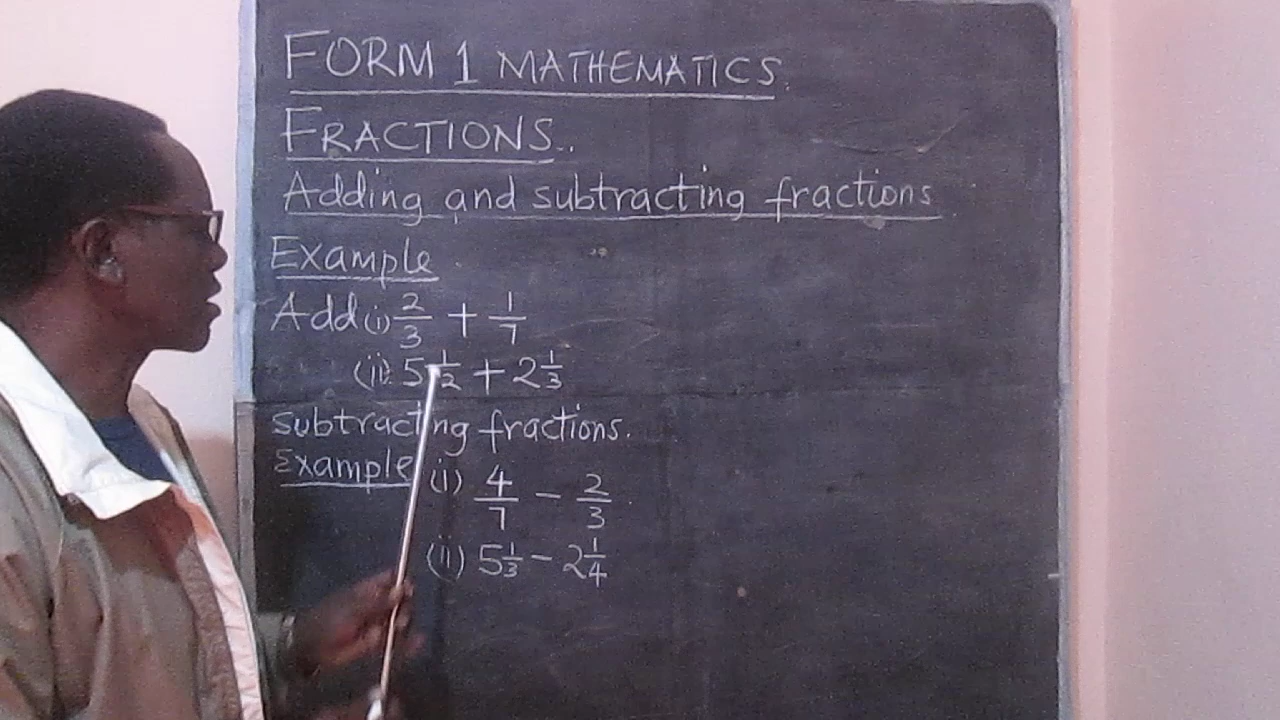 FORM 1 MATHEMATICS.
FRACTIONS..
Adding and subtracting fractions
Example
Add (i) 2/3 + 1/7
(ii) 5 1/2 + 2 1/3
subtracting fractions.
Example (i) 4/7 - 2/3
(ii) 5 1/3 - 2 1/4